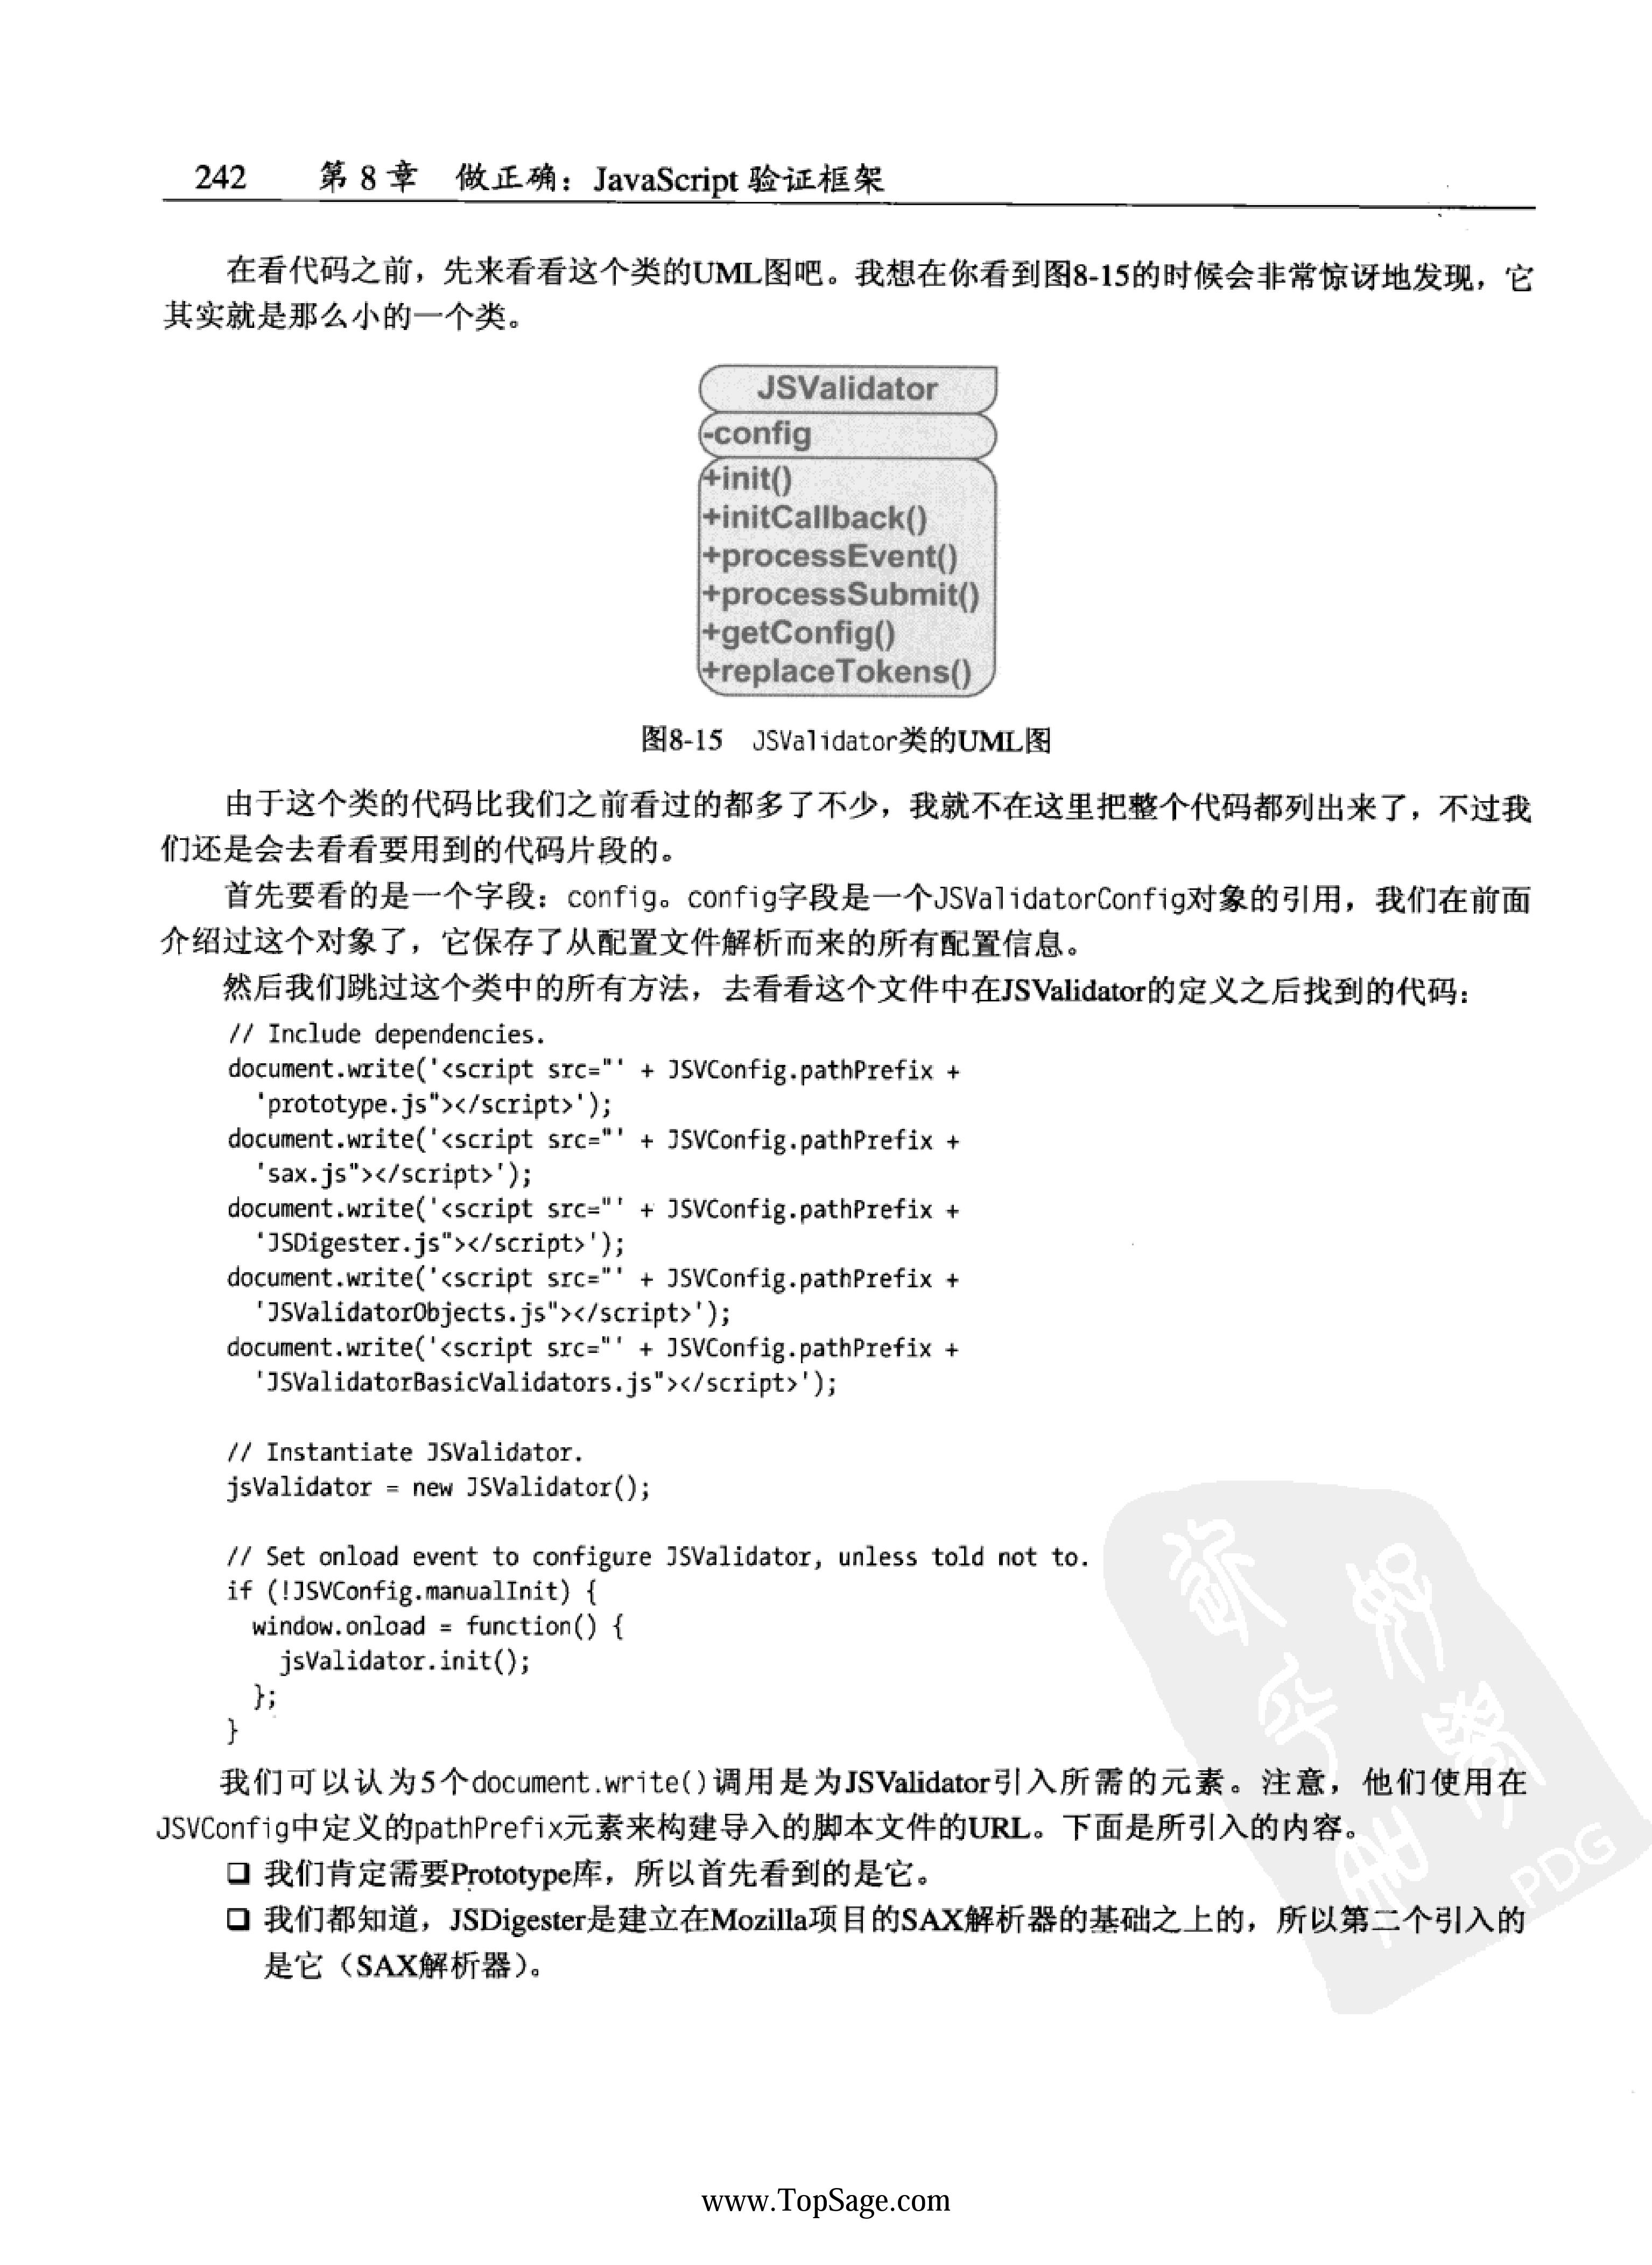 242 第 8 章 做正确：JavaScript 验证框架
在看代码之前，先来看看这个类的UML图吧。我想在你看到图8-15的时候会非常惊讶地发现，它
其实就是那么小的一个类。
JSValidator
-config
+init()
+initCallback()
+processEvent()
+processSubmit()
+getConfig()
+replaceTokens()
图8-15 JSValidator类的UML图
由于这个类的代码比我们之前看过的都多了不少，我就不在这里把整个代码都列出来了，不过我
们还是会去看看要用到的代码片段的。
首先要看的是一个字段：config。config字段是一个JSValidatorConfig对象的引用，我们在前面
介绍过这个对象了，它保存了从配置文件解析而来的所有配置信息。
然后我们跳过这个类中的所有方法，去看看这个文件中在JSValidator的定义之后找到的代码：
// Include dependencies.
document.write('<script src="' + JSVConfig.pathPrefix +
'prototype.js"></script>');
document.write('<script src="' + JSVConfig.pathPrefix +
'sax.js"></script>');
document.write('<script src="' + JSVConfig.pathPrefix +
'JSDigester.js"></script>');
document.write('<script src="' + JSVConfig.pathPrefix +
'JSValidatorObjects.js"></script>');
document.write('<script src="' + JSVConfig.pathPrefix +
'JSValidatorBasicValidators.js"></script>');
// Instantiate JSValidator.
jsValidator = new JSValidator();
// Set onload event to configure JSValidator, unless told not to.
if (!JSVConfig.manualInit) {
window.onload = function() {
jsValidator.init();
};
}
我们可以认为5个document.write()调用是为JSValidator引入所需的元素。注意，他们使用在
JSVConfig中定义的pathPrefix元素来构建导入的脚本文件的URL。下面是所引入的内容。
❑ 我们肯定需要Prototype库，所以首先看到的是它。
❑ 我们都知道，JSDigester是建立在Mozilla项目的SAX解析器的基础之上的，所以第二个引入的
是它（SAX解析器）。
PDG
www.TopSage.com